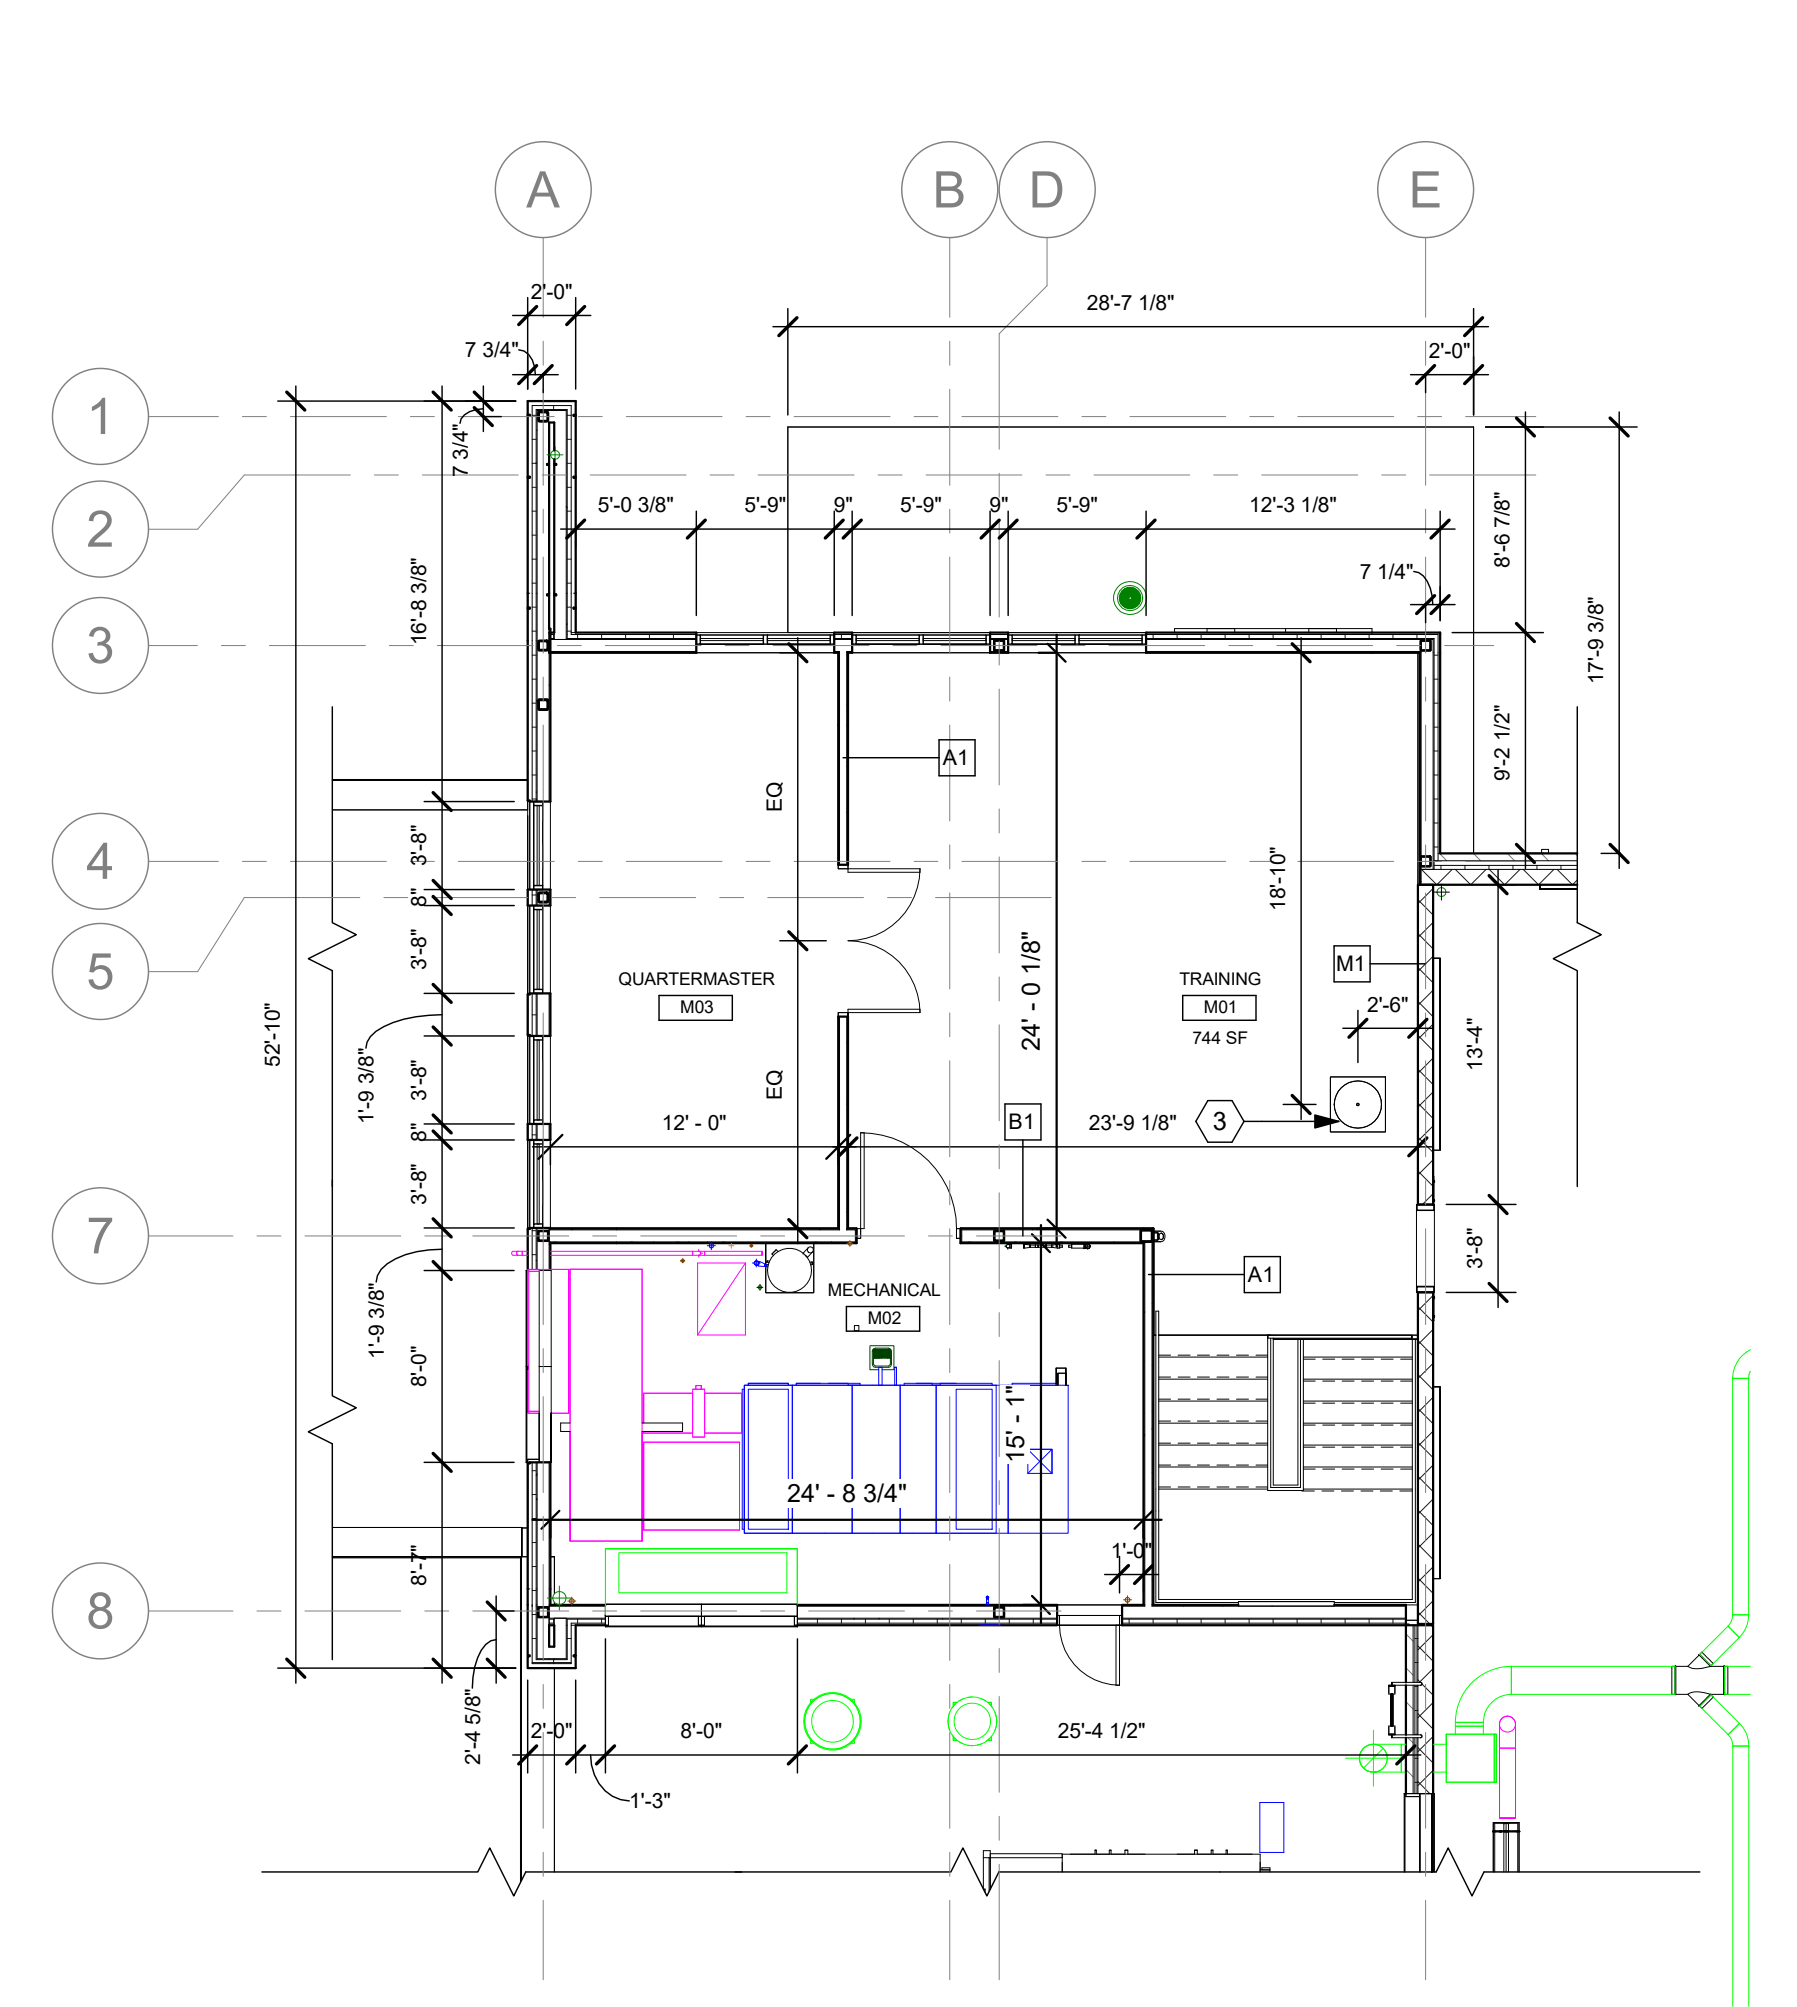 A
B
D
E
2'-0"
28'-7 1/8"
7 3/4"
2'-0"
1
7 3/4"
2
5'-0 3/8"
5'-9"
9"
5'-9"
9"
5'-9"
12'-3 1/8"
8'-6 7/8"
7 1/4"
16'-8 3/8"
3
17'-9 3/8"
9'-2 1/2"
A1
EQ
4
3'-8"
18'-10"
8"
5
3'-8"
QUARTERMASTER
M03
24' - 0 1/8"
TRAINING
M01
744 SF
M1
2'-6"
52'-10"
13'-4"
1'-9 3/8"
3'-8"
EQ
12' - 0"
B1
23'-9 1/8"
3
8"
3'-8"
7
3'-8"
A1
MECHANICAL
M02
1'-9 3/8"
8'-0"
15' - 1"
24' - 8 3/4"
8'-7"
1'-0"
8
2'-4 5/8"
2'-0"
8'-0"
25'-4 1/2"
1'-3"